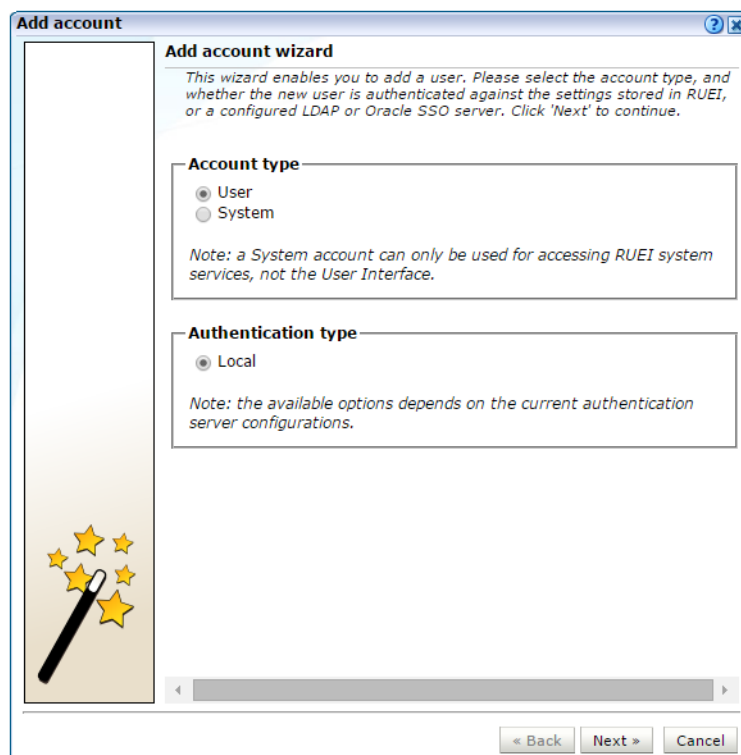 Add account
?
Add account wizard
This wizard enables you to add a user. Please select the account type, and
whether the new user is authenticated against the settings stored in RUEI,
or a configured LDAP or Oracle SSO server. Click 'Next' to continue.
Account type
User
System
Note: a System account can only be used for accessing RUEI system
services, not the User Interface.
Authentication type
Local
Note: the available options depends on the current authentication
server configurations.
« Back
Next »
Cancel